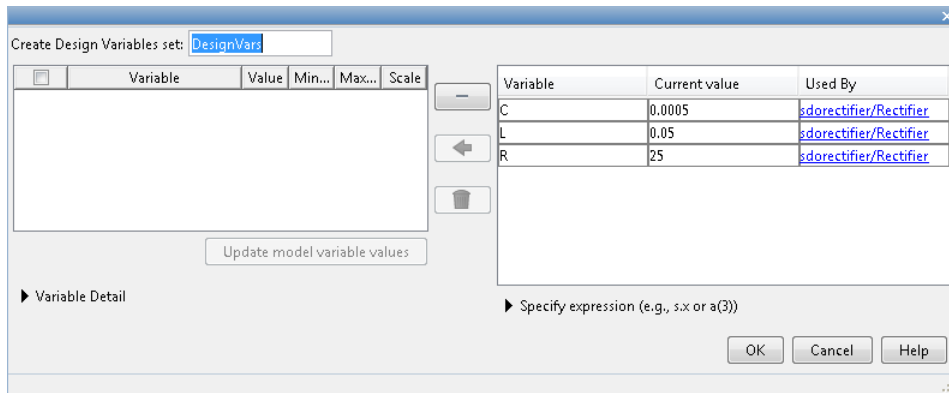 Create Design Variables set: DesignVars
Variable Value Min... Max... Scale
Variable Current value Used By
C 0.0005 sdorectifier/Rectifier
L 0.05 sdorectifier/Rectifier
R 25 sdorectifier/Rectifier
Update model variable values
Variable Detail
Specify expression (e.g., s.x or a(3))
OK Cancel Help